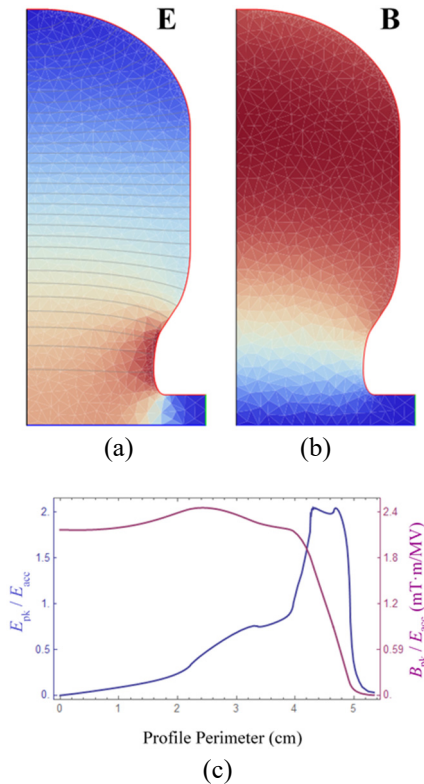 E
B
(a)
(b)
2.
1.5
1.
0.5
0.
E_pk / E_acc
2.4
1.8
1.2
0.59
0.
B_pk / E_acc (mT·m/MV)
0
1
2
3
4
5
Profile Perimeter (cm)
(c)